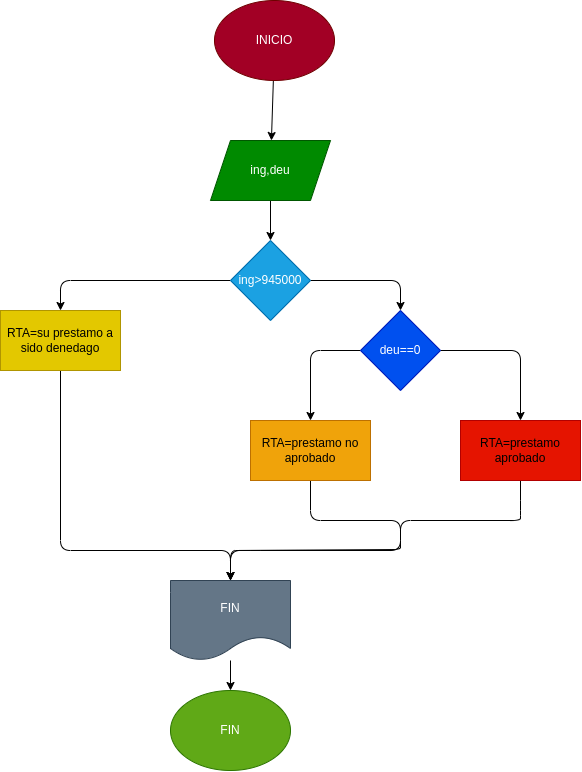 INICIO
ing,deu
ing>945000
RTA=su prestamo a
sido denedago
deu==0
RTA=prestamo no
aprobado
RTA=prestamo
aprobado
FIN
FIN